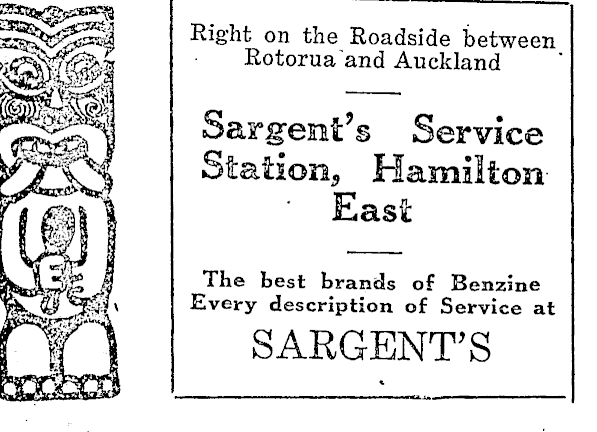 Right on the Roadside between
Rotorua and Auckland
Sargent's Service
Station, Hamilton
East
The best brands of Benzine
Every description of Service at
SARGENT'S